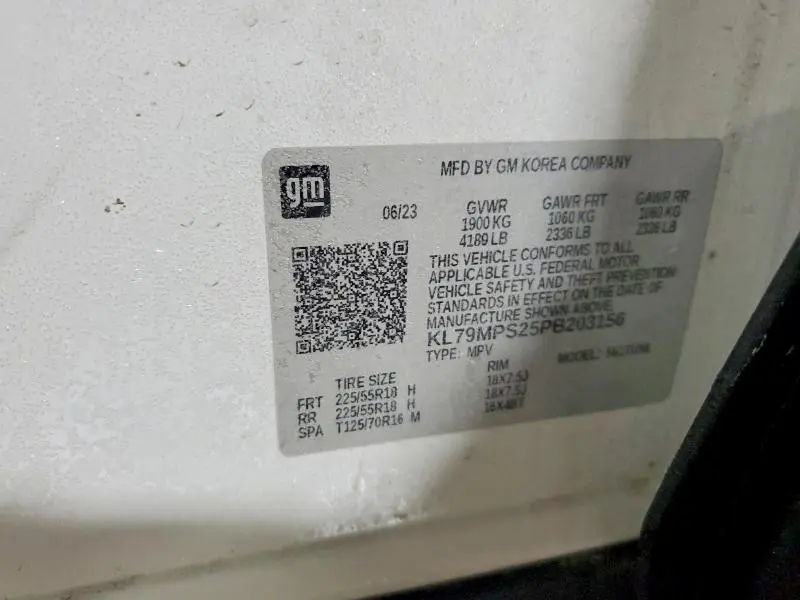 MFD BY GM KOREA COMPANY
gm
06/23
GVWR GAWR FRT GAWR RR
1900 KG 1060 KG 1060 KG
4189 LB 2336 LB 2336 LB
THIS VEHICLE CONFORMS TO ALL
APPLICABLE U.S. FEDERAL MOTOR
VEHICLE SAFETY AND THEFT PREVENTION
STANDARDS IN EFFECT ON THE DATE OF
MANUFACTURE SHOWN ABOVE.
KL79MPS25PB203156
TYPE: MPV MODEL:
TIRE SIZE RIM
FRT 225/55R18 H 18X7.5J
RR 225/55R18 H 18X7.5J
SPA T125/70R16 M 16X4BT